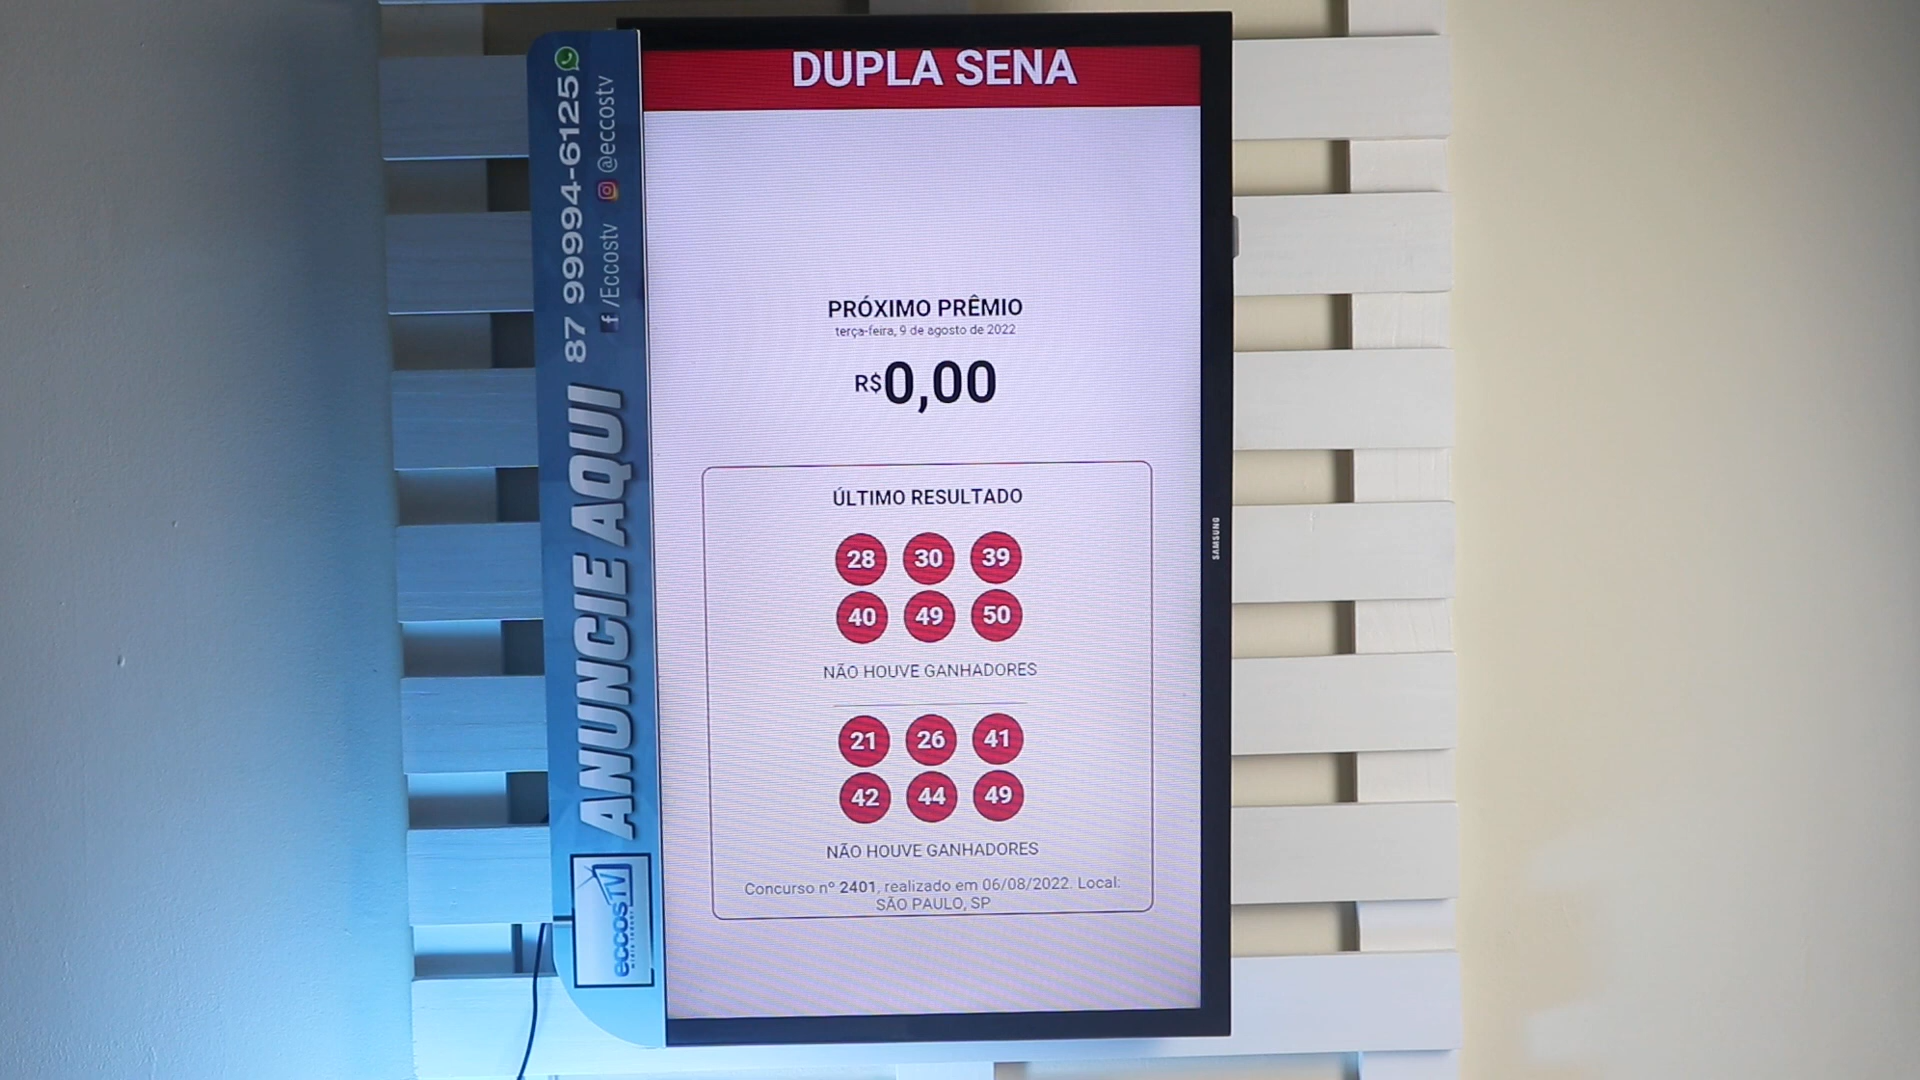 DUPLA SENA
PRÓXIMO PRÊMIO
terça-feira, 9 de agosto de 2022
R$0,00
ÚLTIMO RESULTADO
28 30 39
40 49 50
NÃO HOUVE GANHADORES
21 26 41
42 44 49
NÃO HOUVE GANHADORES
Concurso nº 2401, realizado em 06/08/2022. Local:
SÃO PAULO, SP
eccosTV
ANUNCIE AQUI
87 99994-6125
/Eccostv @eccostv
SAMSUNG